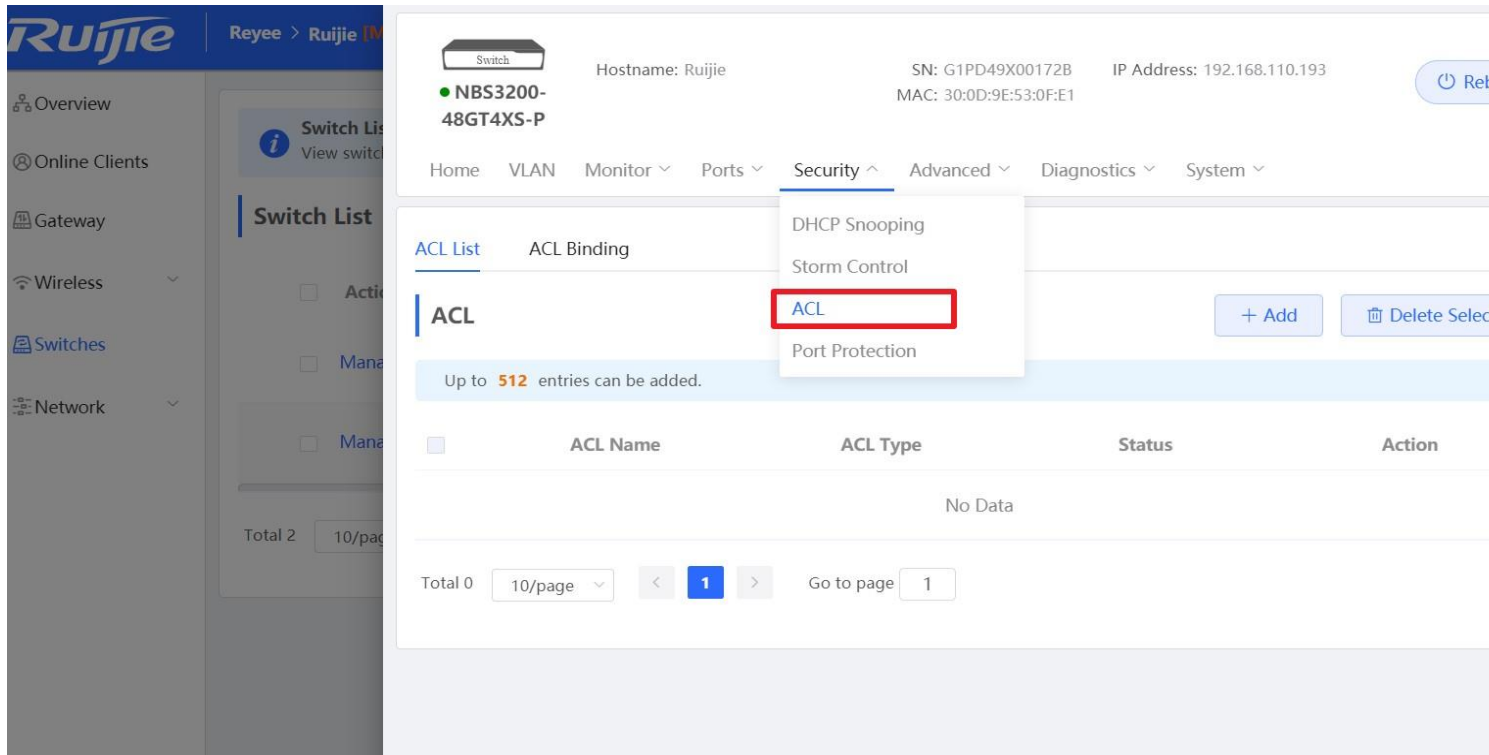 Ruijie
Reyee > Ruijie [M
Overview
Online Clients
Gateway
Wireless
Switches
Network
Switch Lis
View switc
Switch List
Actio
Mana
Mana
Total 2 10/pag
Switch
NBS3200-
48GT4XS-P
Hostname: Ruijie
SN: G1PD49X00172B
IP Address: 192.168.110.193
MAC: 30:0D:9E:53:0F:E1
Reb
Home VLAN Monitor Ports Security Advanced Diagnostics System
DHCP Snooping
Storm Control
ACL
Port Protection
ACL List ACL Binding
ACL
+ Add
Delete Selec
Up to 512 entries can be added.
ACL Name ACL Type Status Action
No Data
Total 0 10/page < 1 > Go to page 1